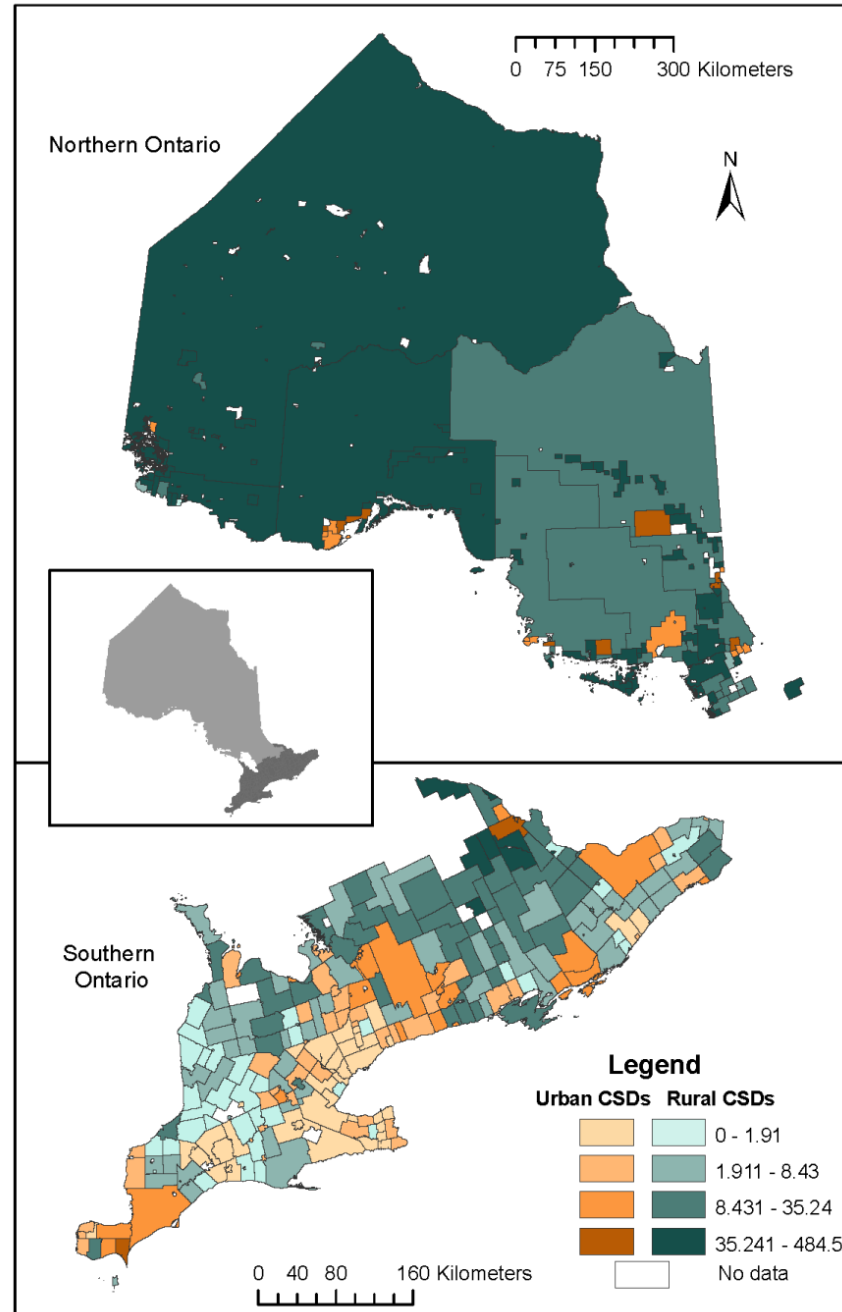 0 75 150 300 Kilometers
Northern Ontario
N
Southern
Ontario
Legend
Urban CSDs Rural CSDs
0 - 1.91
1.911 - 8.43
8.431 - 35.24
35.241 - 484.5
No data
0 40 80 160 Kilometers